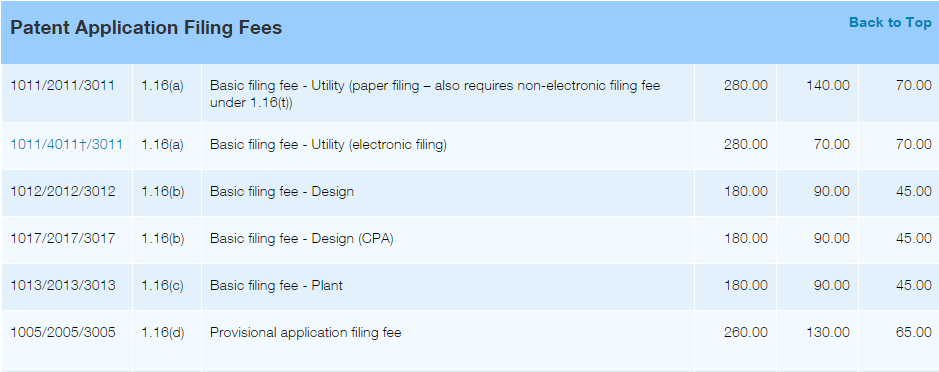 Patent Application Filing Fees Back to Top
1011/2011/3011 1.16(a) Basic filing fee - Utility (paper filing – also requires non-electronic filing fee 280.00 140.00 70.00
under 1.16(t))
1011/4011†/3011 1.16(a) Basic filing fee - Utility (electronic filing) 280.00 70.00 70.00
1012/2012/3012 1.16(b) Basic filing fee - Design 180.00 90.00 45.00
1017/2017/3017 1.16(b) Basic filing fee - Design (CPA) 180.00 90.00 45.00
1013/2013/3013 1.16(c) Basic filing fee - Plant 180.00 90.00 45.00
1005/2005/3005 1.16(d) Provisional application filing fee 260.00 130.00 65.00